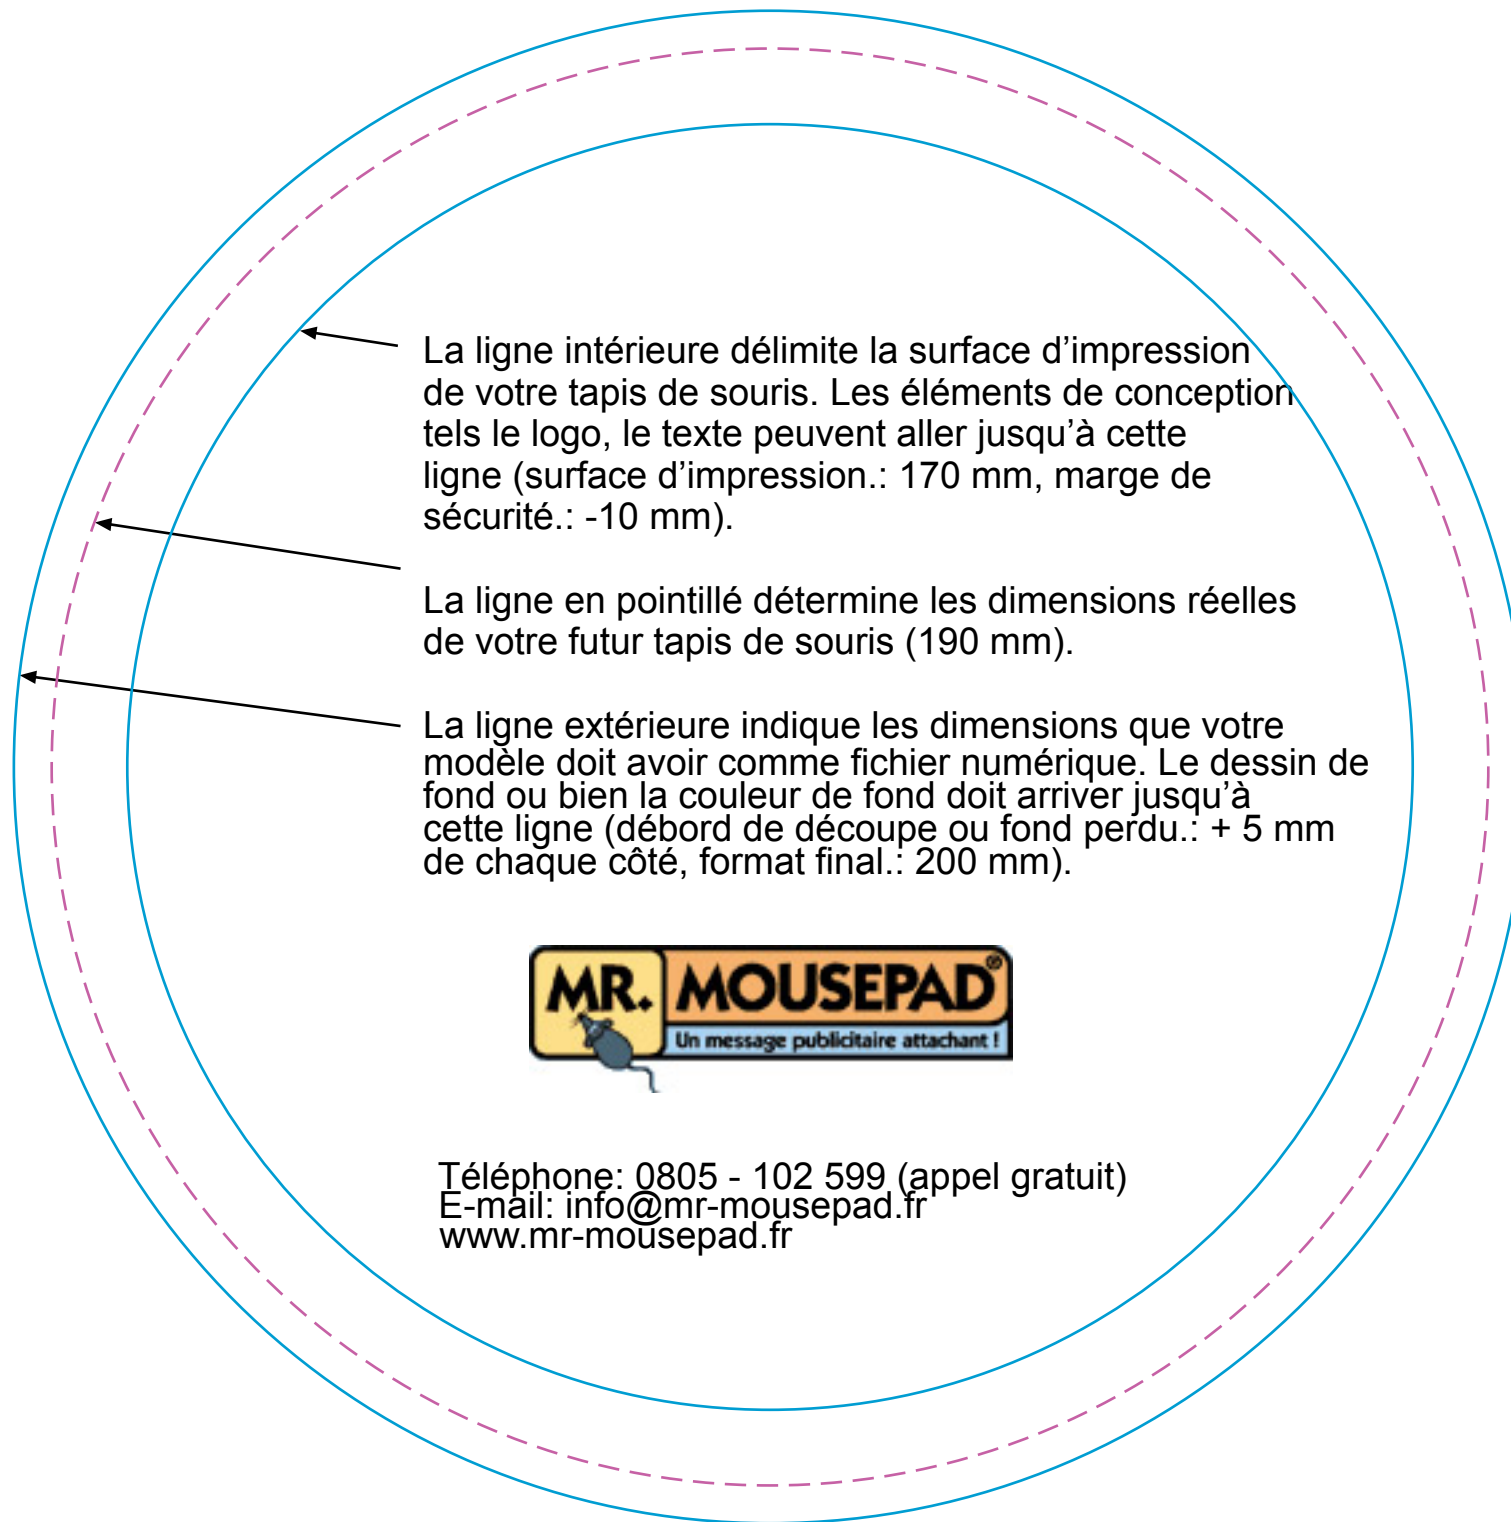 La ligne intérieure délimite la surface d’impression
de votre tapis de souris. Les éléments de conception
tels le logo, le texte peuvent aller jusqu’à cette
ligne (surface d’impression.: 170 mm, marge de
sécurité.: -10 mm).
La ligne en pointillé détermine les dimensions réelles
de votre futur tapis de souris (190 mm).
La ligne extérieure indique les dimensions que votre
modèle doit avoir comme fichier numérique. Le dessin de
fond ou bien la couleur de fond doit arriver jusqu’à
cette ligne (débord de découpe ou fond perdu.: + 5 mm
de chaque côté, format final.: 200 mm).
MR. MOUSEPAD®
Un message publicitaire attachant !
Téléphone: 0805 - 102 599 (appel gratuit)
E-mail: info@mr-mousepad.fr
www.mr-mousepad.fr